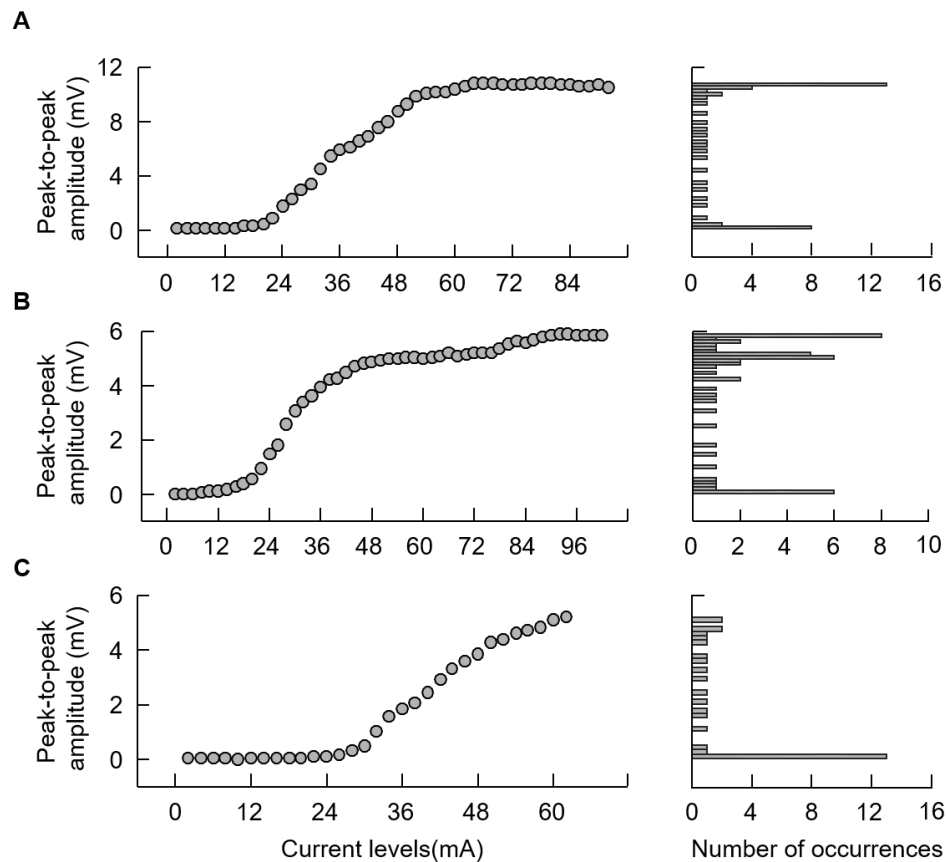 A
Peak-to-peak
amplitude (mV)
12
8
4
0
0 12 24 36 48 60 72 84
0 4 8 12 16
B
Peak-to-peak
amplitude (mV)
6
4
2
0
0 12 24 36 48 60 72 84 96
0 2 4 6 8 10
C
Peak-to-peak
amplitude (mV)
6
4
2
0
0 12 24 36 48 60
0 4 8 12 16
Current levels(mA)
Number of occurrences